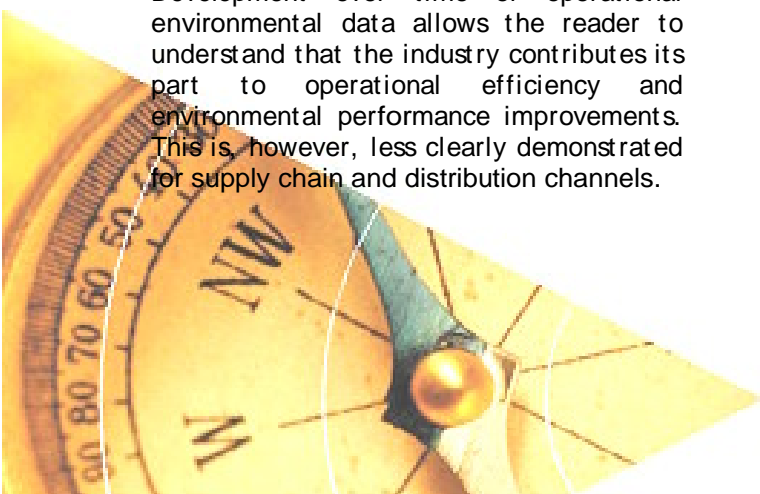 Development over time of operational
environmental data allows the reader to
understand that the industry contributes its
part to operational efficiency and
environmental performance improvements.
This is, however, less clearly demonstrated
for supply chain and distribution channels.
50
NW
60
70
80
W
90